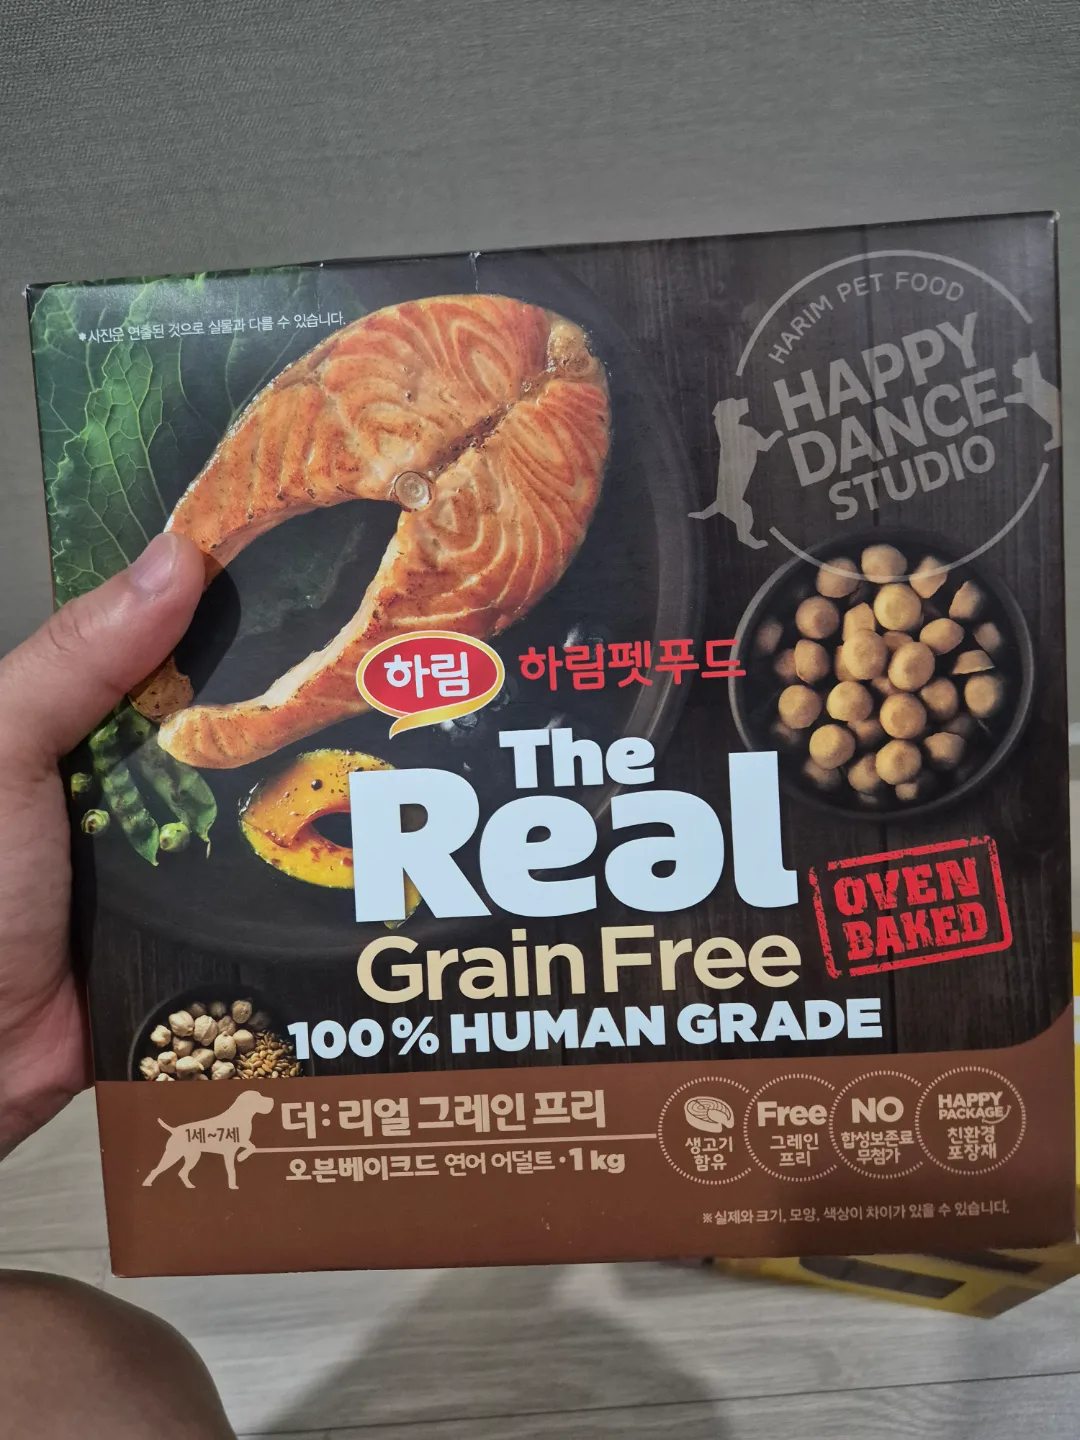 *사진은 연출된 것으로 실물과 다를 수 있습니다.
HARIM PET FOOD
HAPPY
DANCE
STUDIO
하림 하림펫푸드
The
Real
OVEN
BAKED
Grain Free
100% HUMAN GRADE
1세~7세
더:리얼 그레인 프리
오븐베이크드 연어 어덜트·1kg
생고기
함유
Free
그레인
프리
NO
합성보존료
무첨가
HAPPY
PACKAGE
친환경
포장재
※실제와 크기, 모양, 색상이 차이가 있을 수 있습니다.